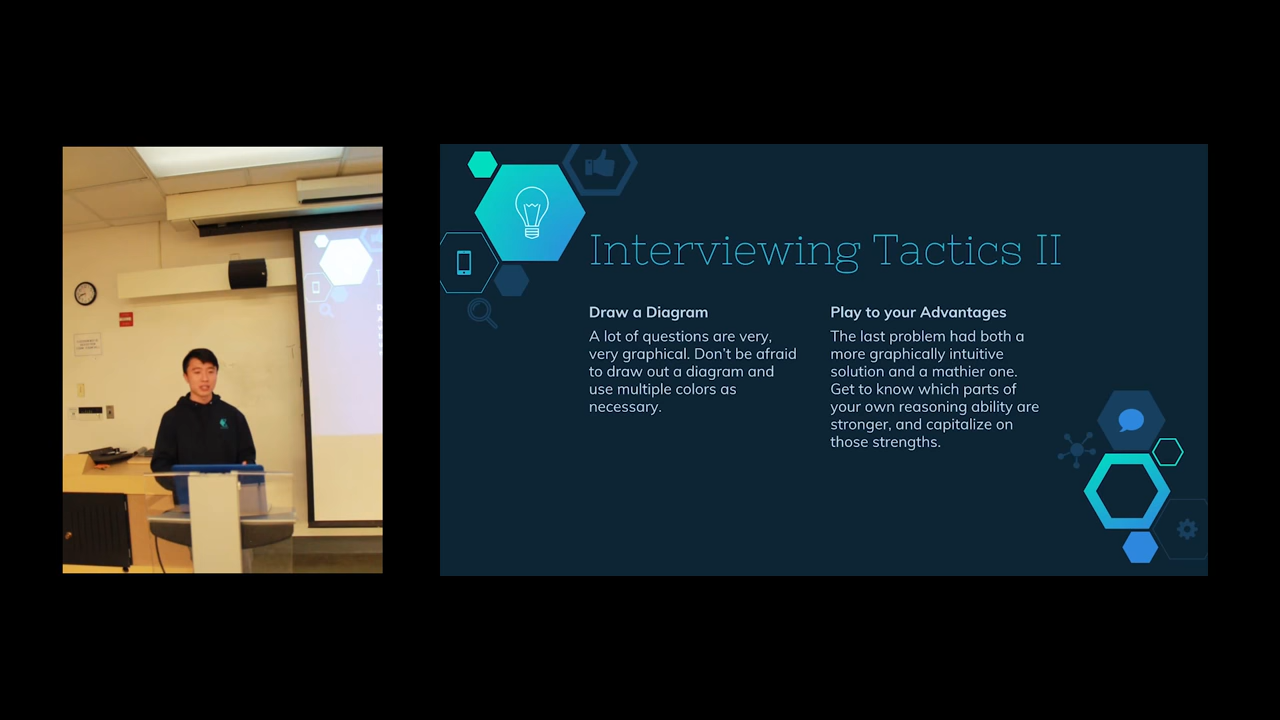 Interviewing Tactics II
Draw a Diagram
A lot of questions are very,
very graphical. Don't be afraid
to draw out a diagram and
use multiple colors as
necessary.
Play to your Advantages
The last problem had both a
more graphically intuitive
solution and a mathier one.
Get to know which parts of
your own reasoning ability are
stronger, and capitalize on
those strengths.